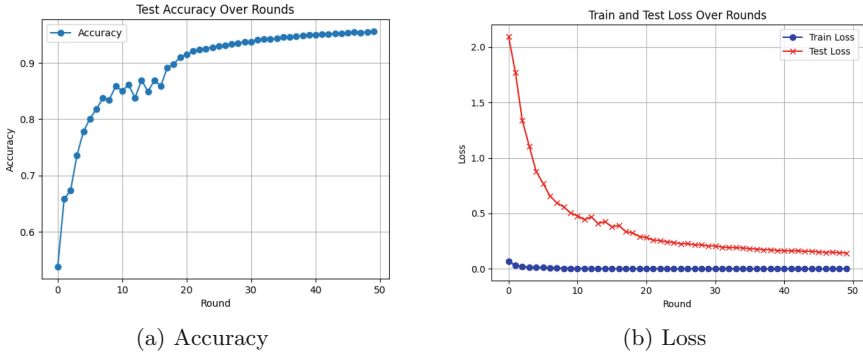 Test Accuracy Over Rounds
Accuracy
0.9
0.8
0.7
0.6
Accuracy
0
10
20
30
40
50
Round
(a) Accuracy
Train and Test Loss Over Rounds
Train Loss
Test Loss
2.0
1.5
1.0
0.5
0.0
Loss
0
10
20
30
40
50
Round
(b) Loss